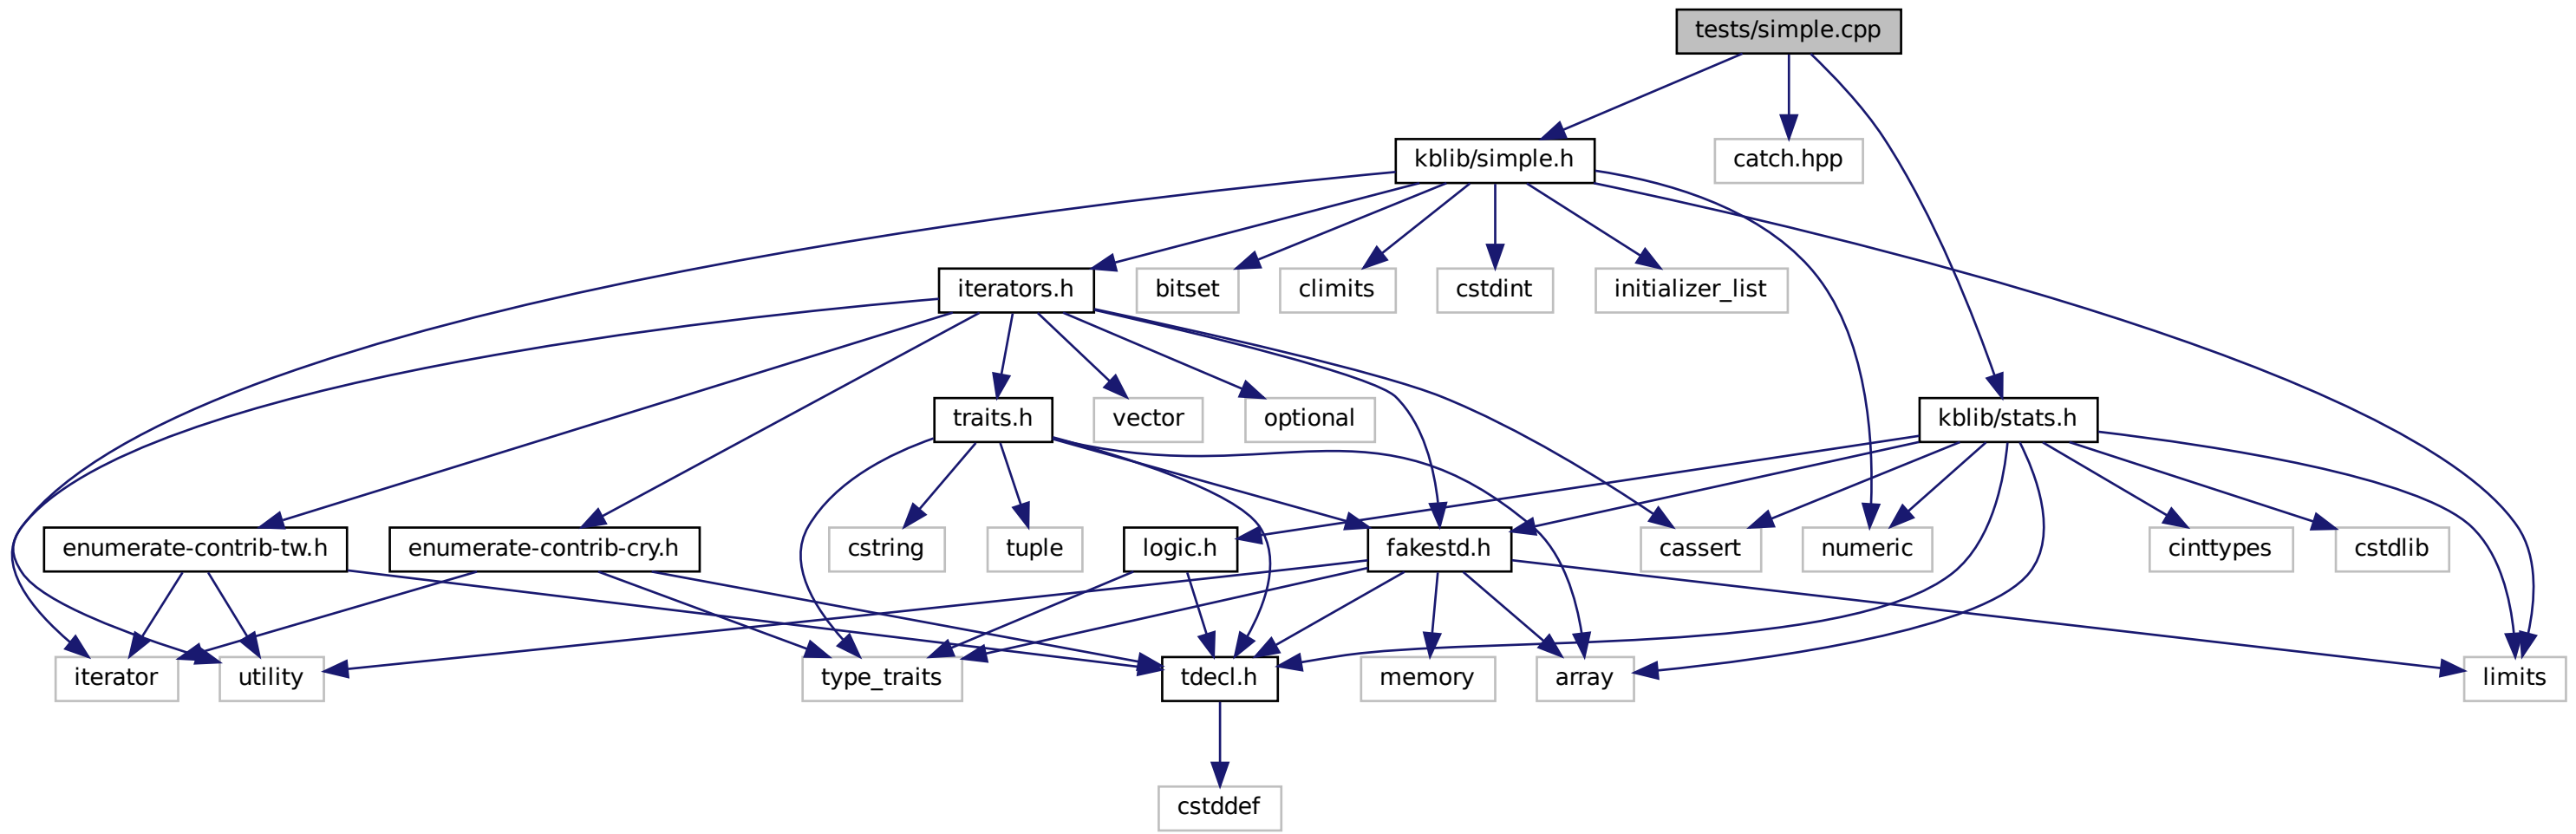 tests/simple.cpp
kblib/simple.h
catch.hpp
iterators.h
bitset
climits
cstdint
initializer_list
traits.h
vector
optional
kblib/stats.h
enumerate-contrib-tw.h
enumerate-contrib-cry.h
cstring
tuple
logic.h
fakestd.h
cassert
numeric
cinttypes
cstdlib
iterator
utility
type_traits
tdecl.h
memory
array
limits
cstddef